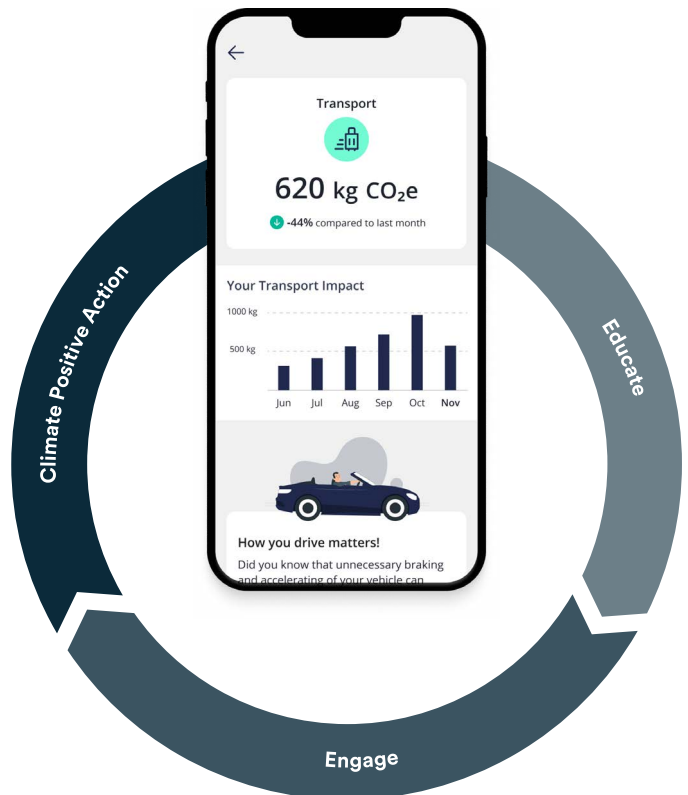 Transport
620 kg CO₂e
-44% compared to last month
Your Transport Impact
1000 kg
500 kg
Jun Jul Aug Sep Oct Nov
How you drive matters!
Did you know that unnecessary braking
and accelerating of your vehicle can
Climate Positive Action
Educate
Engage